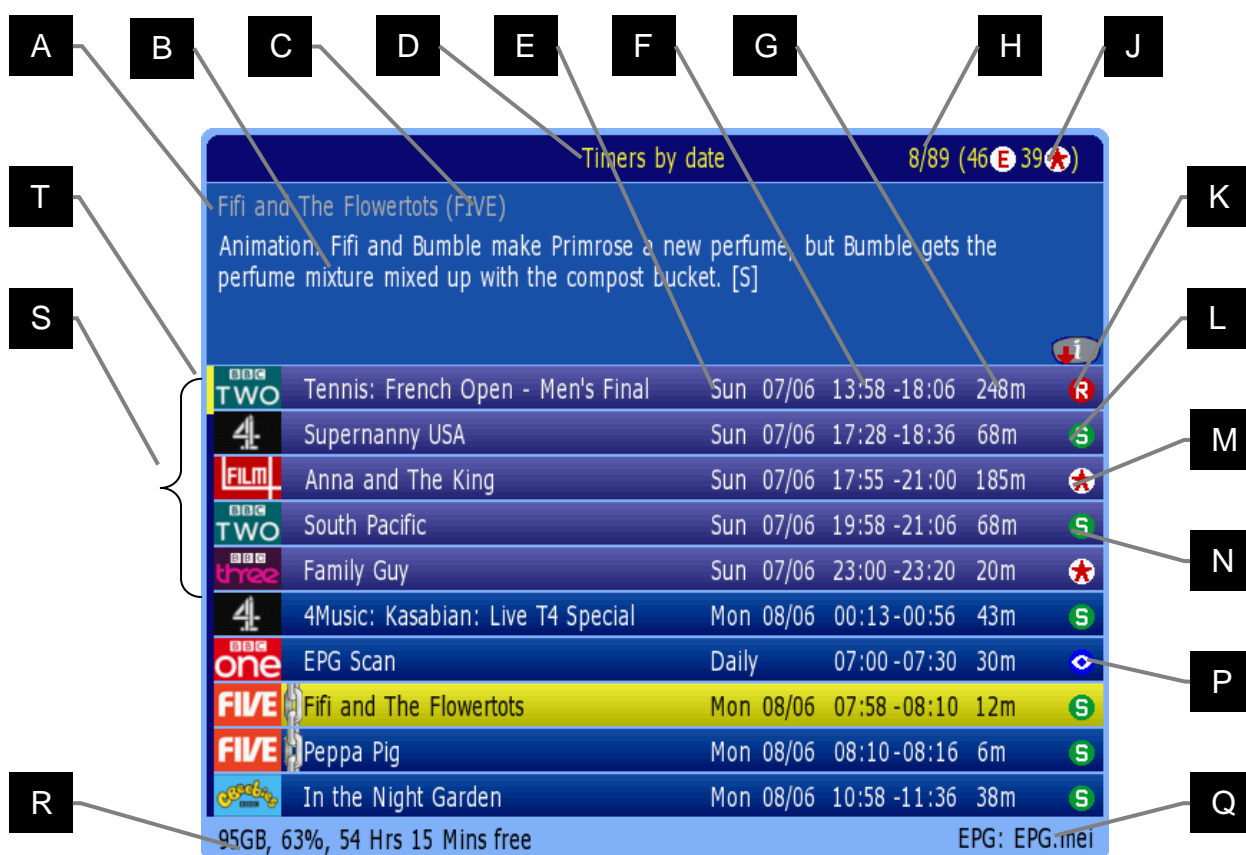 A B C D E F G H J
Timers by date 8/89 (46 E 39 )
T
K
Fifi and The Flowertots (FIVE)
Animation. Fifi and Bumble make Primrose a new perfume, but Bumble gets the
perfume mixture mixed up with the compost bucket. [S]
S
L
i
BBC TWO Tennis: French Open - Men's Final Sun 07/06 13:58 -18:06 248m R
4 Supernanny USA Sun 07/06 17:28 -18:36 68m S
M
FILM4 Anna and The King Sun 07/06 17:55 -21:00 185m
BBC TWO South Pacific Sun 07/06 19:58 -21:06 68m S
N
BBC three Family Guy Sun 07/06 23:00 -23:20 20m
4 4Music: Kasabian: Live T4 Special Mon 08/06 00:13 -00:56 43m S
BBC one EPG Scan Daily 07:00 -07:30 30m
P
FIVE Fifi and The Flowertots Mon 08/06 07:58 -08:10 12m S
FIVE Peppa Pig Mon 08/06 08:10 -08:16 6m S
CBeebies BBC In the Night Garden Mon 08/06 10:58 -11:36 38m S
R
Q
95GB, 63%, 54 Hrs 15 Mins free EPG: EPG.mei